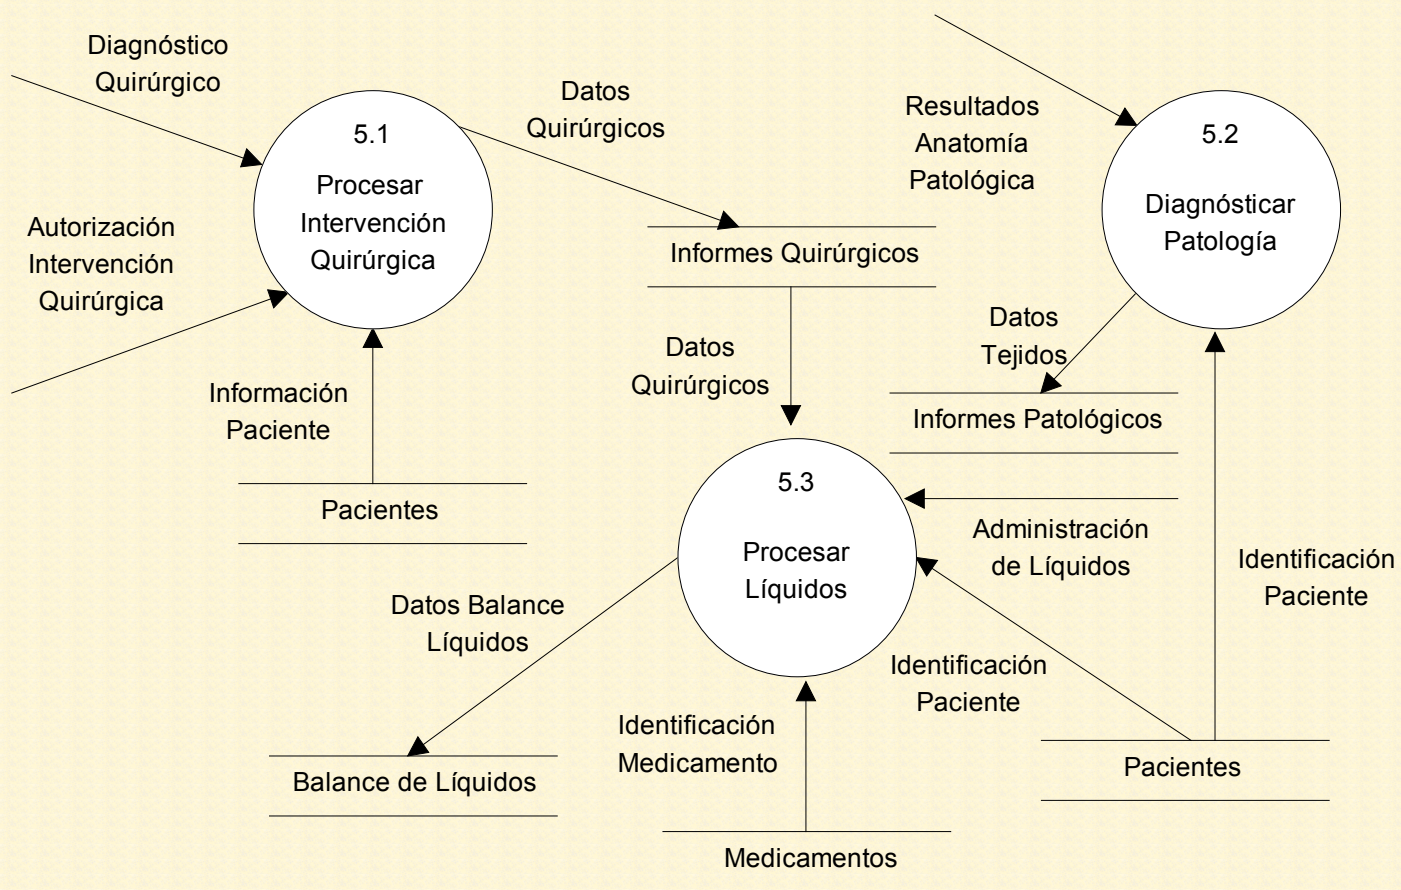 Diagnóstico
Quirúrgico
Datos
Quirúrgicos
Resultados
Anatomía
Patológica
5.1
Procesar
Intervención
Quirúrgica
5.2
Diagnósticar
Patología
Autorización
Intervención
Quirúrgica
Informes Quirúrgicos
Datos
Tejidos
Datos
Quirúrgicos
Información
Paciente
Informes Patológicos
Pacientes
5.3
Procesar
Líquidos
Administración
de Líquidos
Identificación
Paciente
Datos Balance
Líquidos
Identificación
Paciente
Identificación
Medicamento
Balance de Líquidos
Pacientes
Medicamentos